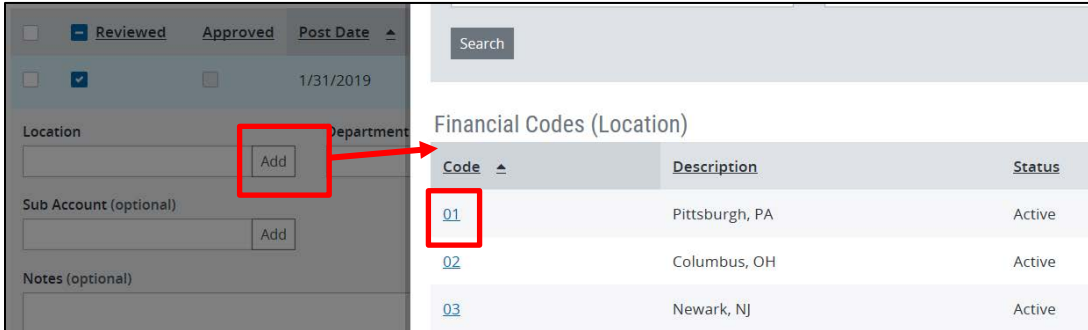 Reviewed Approved Post Date
1/31/2019
Location Department
Add
Sub Account (optional)
Add
Notes (optional)
Search
Financial Codes (Location)
Code Description Status
01 Pittsburgh, PA Active
02 Columbus, OH Active
03 Newark, NJ Active